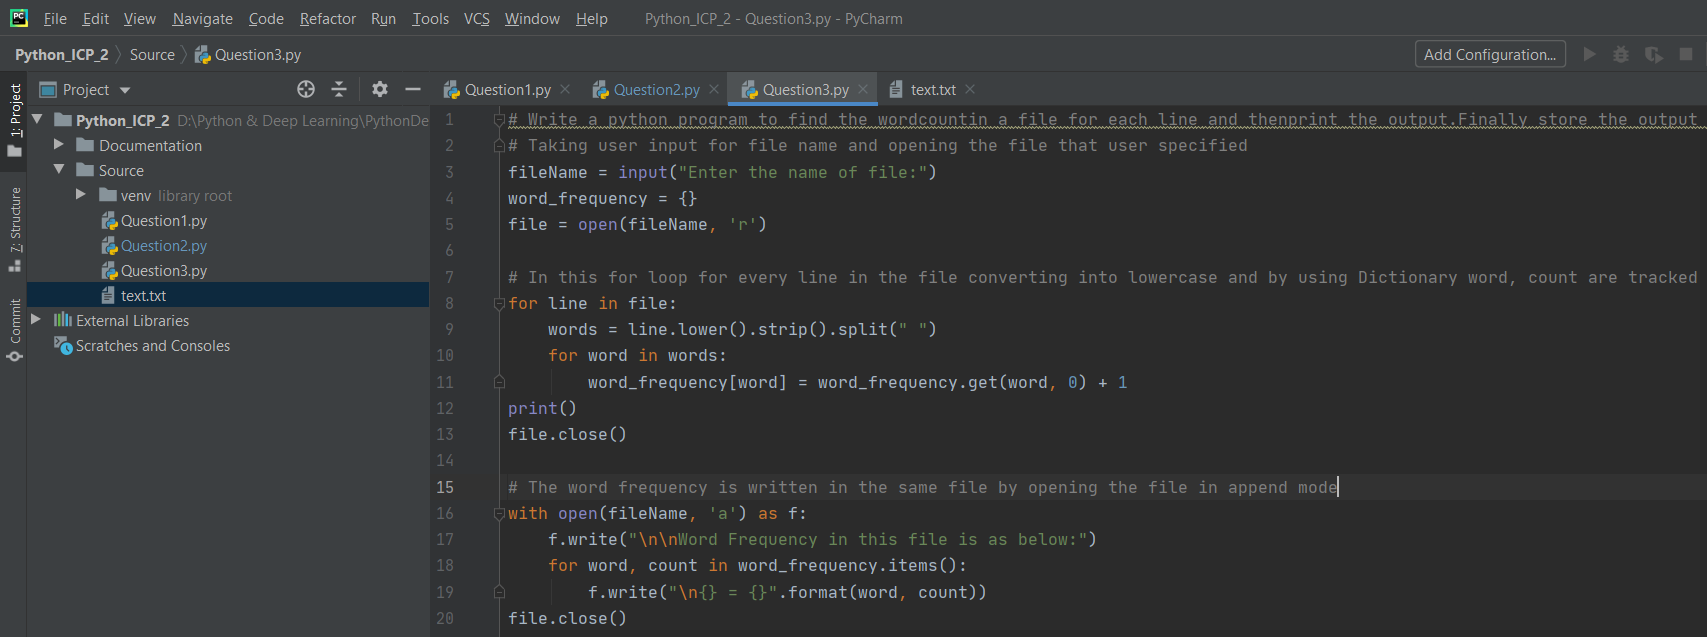 PC File Edit View Navigate Code Refactor Run Tools VCS Window Help Python_ICP_2 - Question3.py - PyCharm
Python_ICP_2 Source Question3.py Add Configuration...
1: Project
7: Structure
Commit
Project
Python_ICP_2 D:\Python & Deep Learning\PythonDe
Documentation
Source
venv library root
Question1.py
Question2.py
Question3.py
text.txt
External Libraries
Scratches and Consoles
Question1.py Question2.py Question3.py text.txt
1 # Write a python program to find the wordcountin a file for each line and thenprint the output.Finally store the output
2 # Taking user input for file name and opening the file that user specified
3 fileName = input("Enter the name of file:")
4 word_frequency = {}
5 file = open(fileName, 'r')
6
7 # In this for loop for every line in the file converting into lowercase and by using Dictionary word, count are tracked
8 for line in file:
9 words = line.lower().strip().split(" ")
10 for word in words:
11 word_frequency[word] = word_frequency.get(word, 0) + 1
12 print()
13 file.close()
14
15 # The word frequency is written in the same file by opening the file in append mode
16 with open(fileName, 'a') as f:
17 f.write("\n\nWord Frequency in this file is as below:")
18 for word, count in word_frequency.items():
19 f.write("\n{} = {}".format(word, count))
20 file.close()